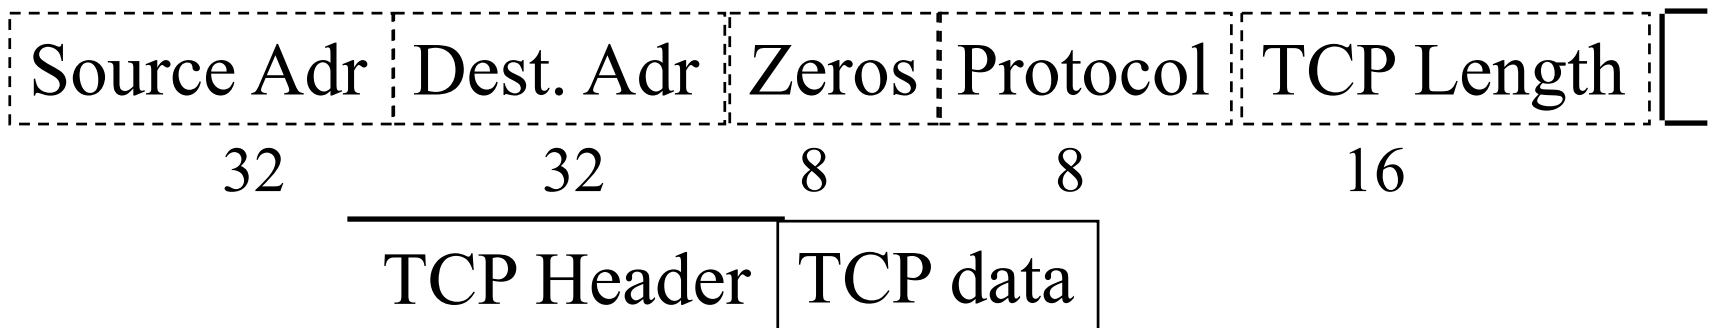 Source Adr Dest. Adr Zeros Protocol TCP Length
32 32 8 8 16
TCP Header TCP data